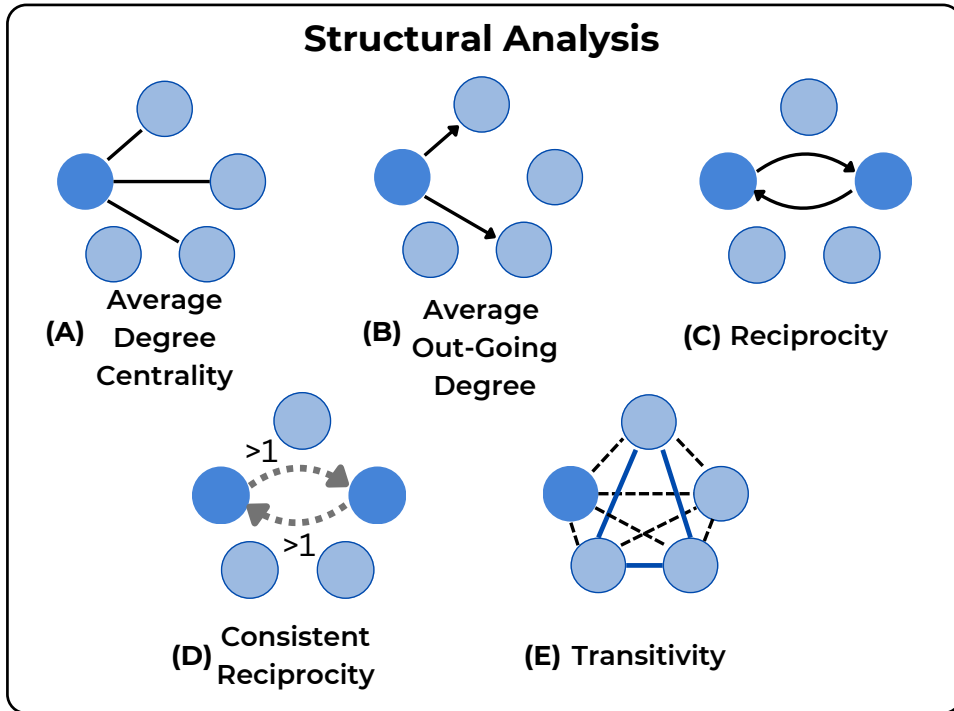 Structural Analysis
(A) Average
Degree
Centrality
(B) Average
Out-Going
Degree
(C) Reciprocity
>1
>1
(D) Consistent
Reciprocity
(E) Transitivity